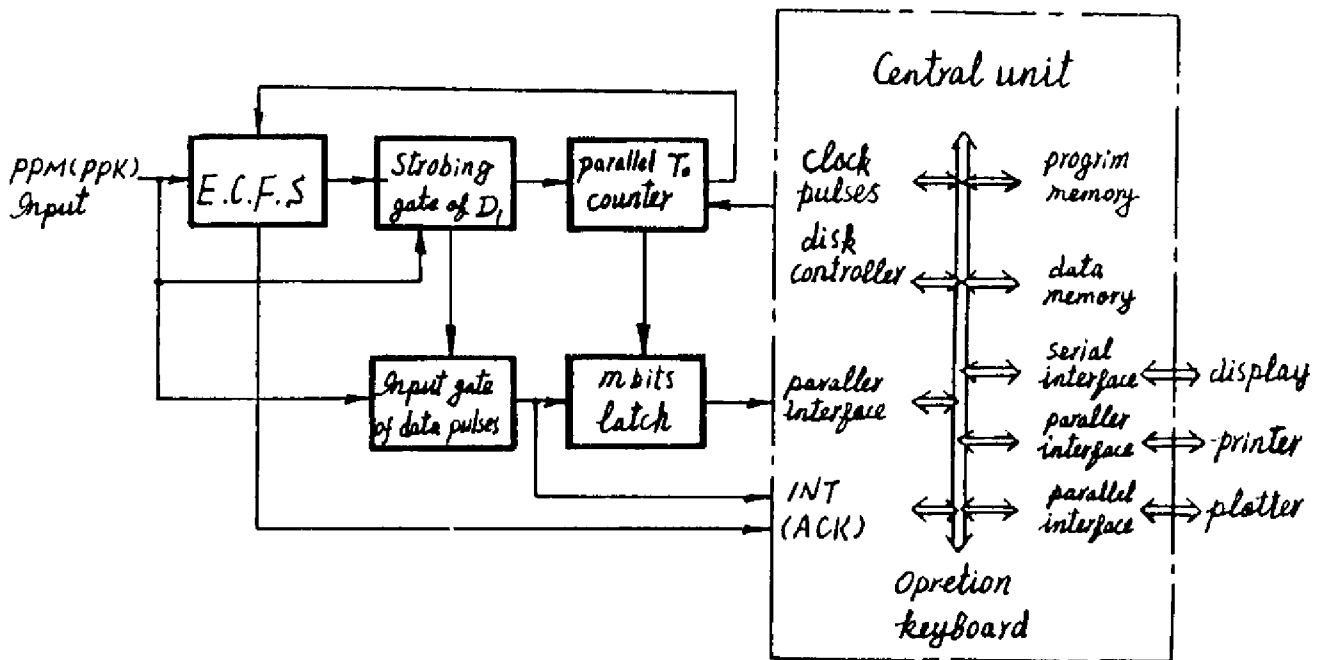 Central unit
PPM(PPK)
Input
E.C.F.S
Strobing
gate of D1
parallel To
counter
Clock
pulses
progrim
memory
disk
controller
data
memory
Input gate
of data pulses
m bits
latch
paraller
interface
serial
interface
display
paraller
interface
printer
INT
(ACK)
parallel
interface
plotter
Opretion
keyboard